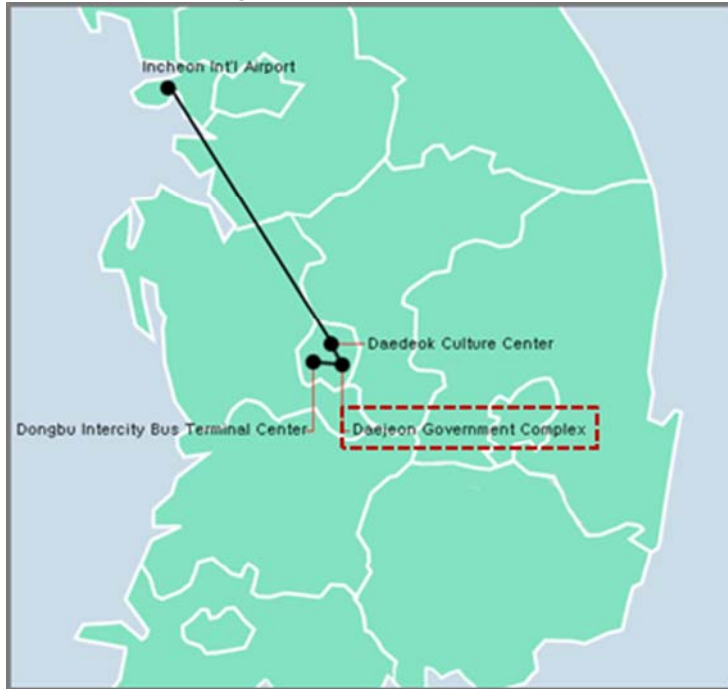 Incheon Int'l Airport
Daedeok Culture Center
Dongbu Intercity Bus Terminal Center
Daejeon Government Complex